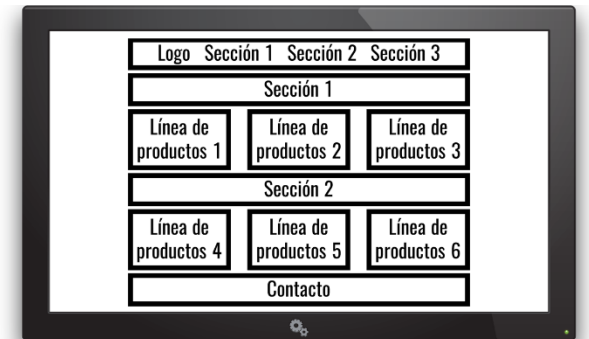 Logo Sección 1 Sección 2 Sección 3
Sección 1
Línea de
productos 1
Línea de
productos 2
Línea de
productos 3
Sección 2
Línea de
productos 4
Línea de
productos 5
Línea de
productos 6
Contacto